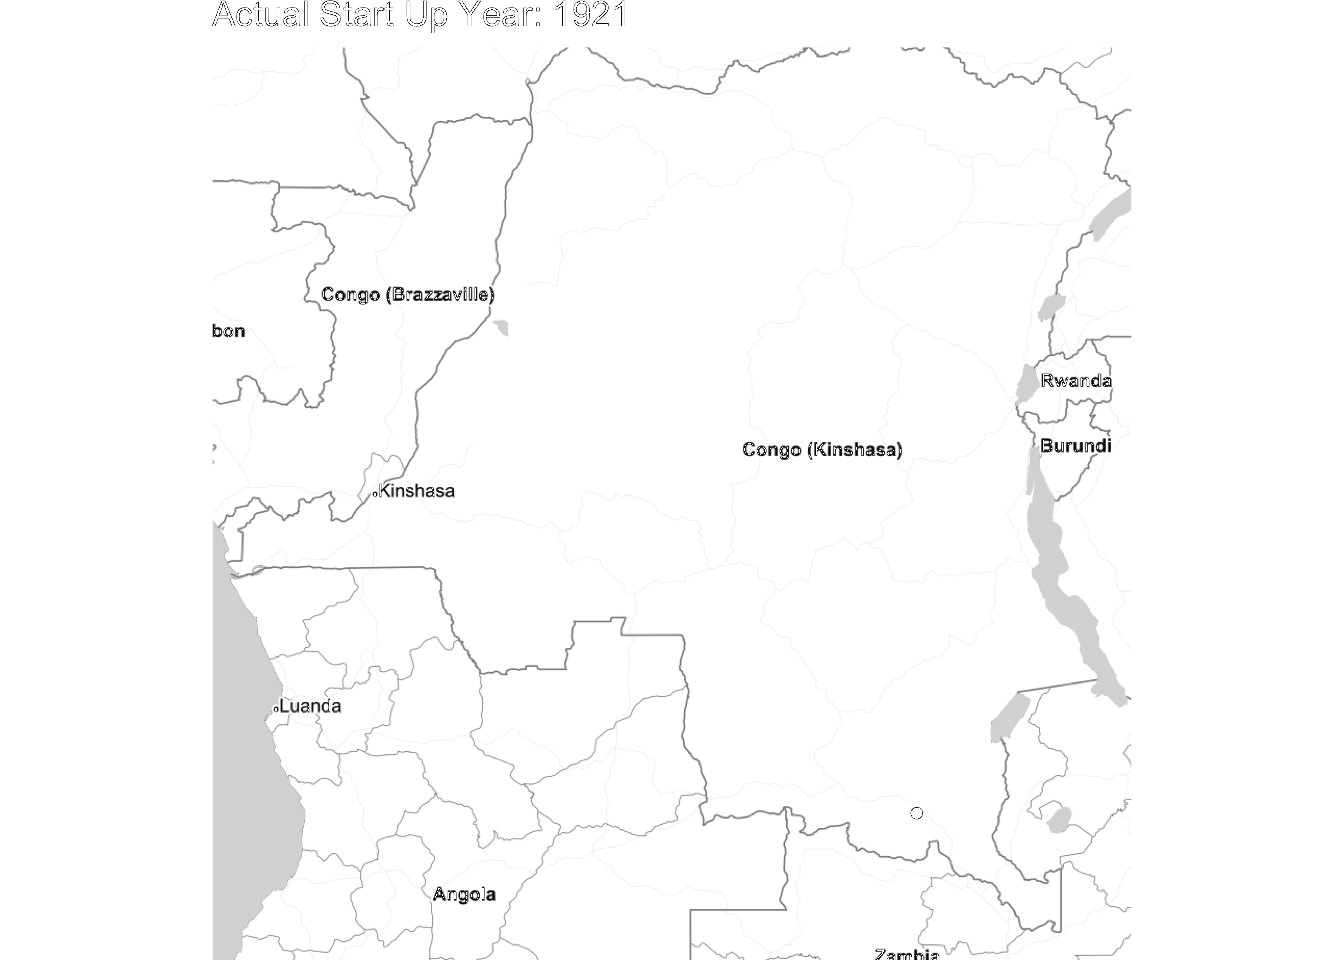 Actual Start Up Year: 1921
Congo (Brazzaville)
bon
Rwanda
Congo (Kinshasa)
Burundi
Kinshasa
Luanda
Angola
Zambia